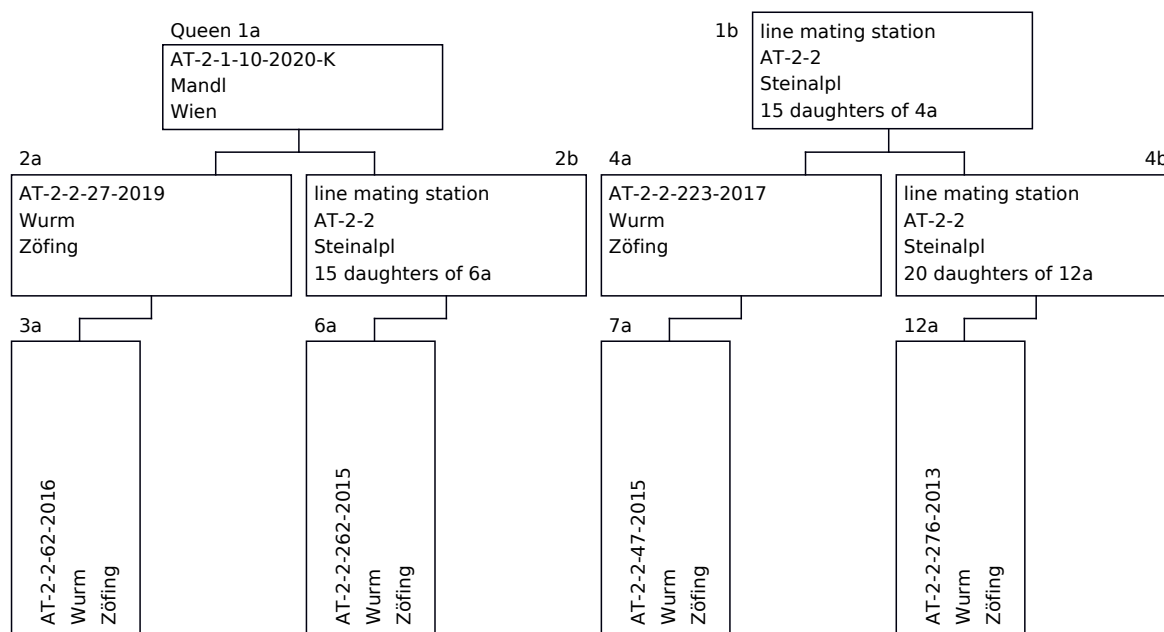 Queen 1a
AT-2-1-10-2020-K
Mandl
Wien
1b
line mating station
AT-2-2
Steinalpl
15 daughters of 4a
2a
AT-2-2-27-2019
Wurm
Zöfing
2b
line mating station
AT-2-2
Steinalpl
15 daughters of 6a
4a
AT-2-2-223-2017
Wurm
Zöfing
4b
line mating station
AT-2-2
Steinalpl
20 daughters of 12a
3a
AT-2-2-62-2016
Wurm
Zöfing
6a
AT-2-2-262-2015
Wurm
Zöfing
7a
AT-2-2-47-2015
Wurm
Zöfing
12a
AT-2-2-276-2013
Wurm
Zöfing